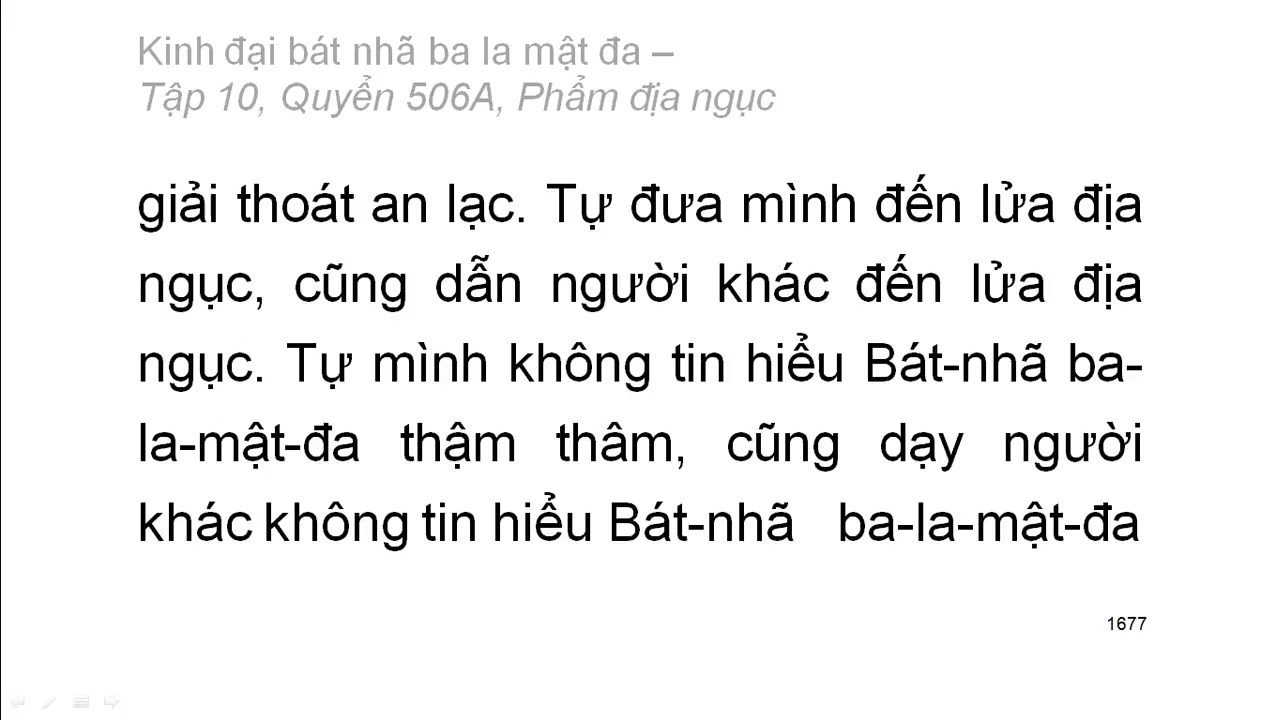 Kinh đại bát nhã ba la mật đa –
Tập 10, Quyển 506A, Phẩm địa ngục
giải thoát an lạc. Tự đưa mình đến lửa địa
ngục, cũng dẫn người khác đến lửa địa
ngục. Tự mình không tin hiểu Bát-nhã ba-
la-mật-đa thậm thâm, cũng dạy người
khác không tin hiểu Bát-nhã ba-la-mật-đa
1677